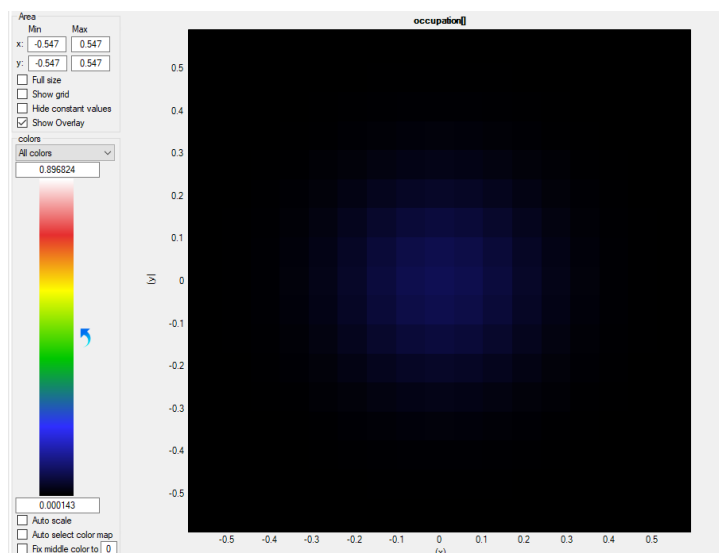 Area
Min Max
x: -0.547 0.547
y: -0.547 0.547
Full size
Show grid
Hide constant values
Show Overlay
colors
All colors
0.896824
0.000143
Auto scale
Auto select color map
Fix middle color to 0
occupation[]
0.5
0.4
0.3
0.2
0.1
0
-0.1
-0.2
-0.3
-0.4
-0.5
(y)
-0.5 -0.4 -0.3 -0.2 -0.1 0 0.1 0.2 0.3 0.4 0.5
(x)